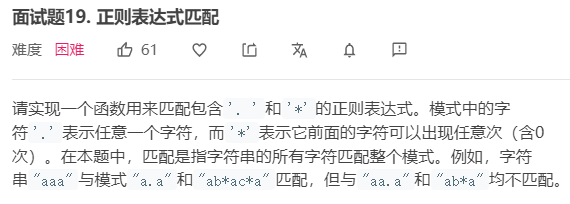 面试题19. 正则表达式匹配
难度 困难 61
请实现一个函数用来匹配包含'. '和'*'的正则表达式。模式中的字
符'.'表示任意一个字符，而'*'表示它前面的字符可以出现任意次（含0
次）。在本题中，匹配是指字符串的所有字符匹配整个模式。例如，字符
串"aaa"与模式"a.a"和"ab*ac*a"匹配，但与"aa.a"和"ab*a"均不匹配。